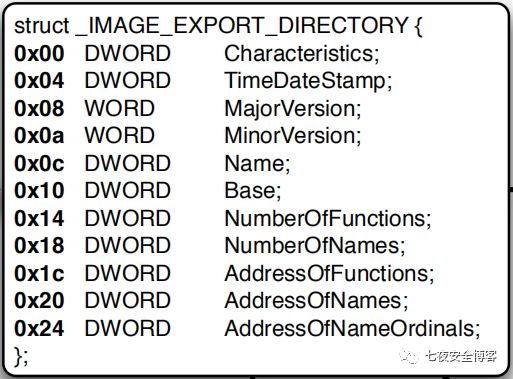 struct _IMAGE_EXPORT_DIRECTORY {
0x00 DWORD Characteristics;
0x04 DWORD TimeDateStamp;
0x08 WORD MajorVersion;
0x0a WORD MinorVersion;
0x0c DWORD Name;
0x10 DWORD Base;
0x14 DWORD NumberOfFunctions;
0x18 DWORD NumberOfNames;
0x1c DWORD AddressOfFunctions;
0x20 DWORD AddressOfNames;
0x24 DWORD AddressOfNameOrdinals;
};
七夜安全博客